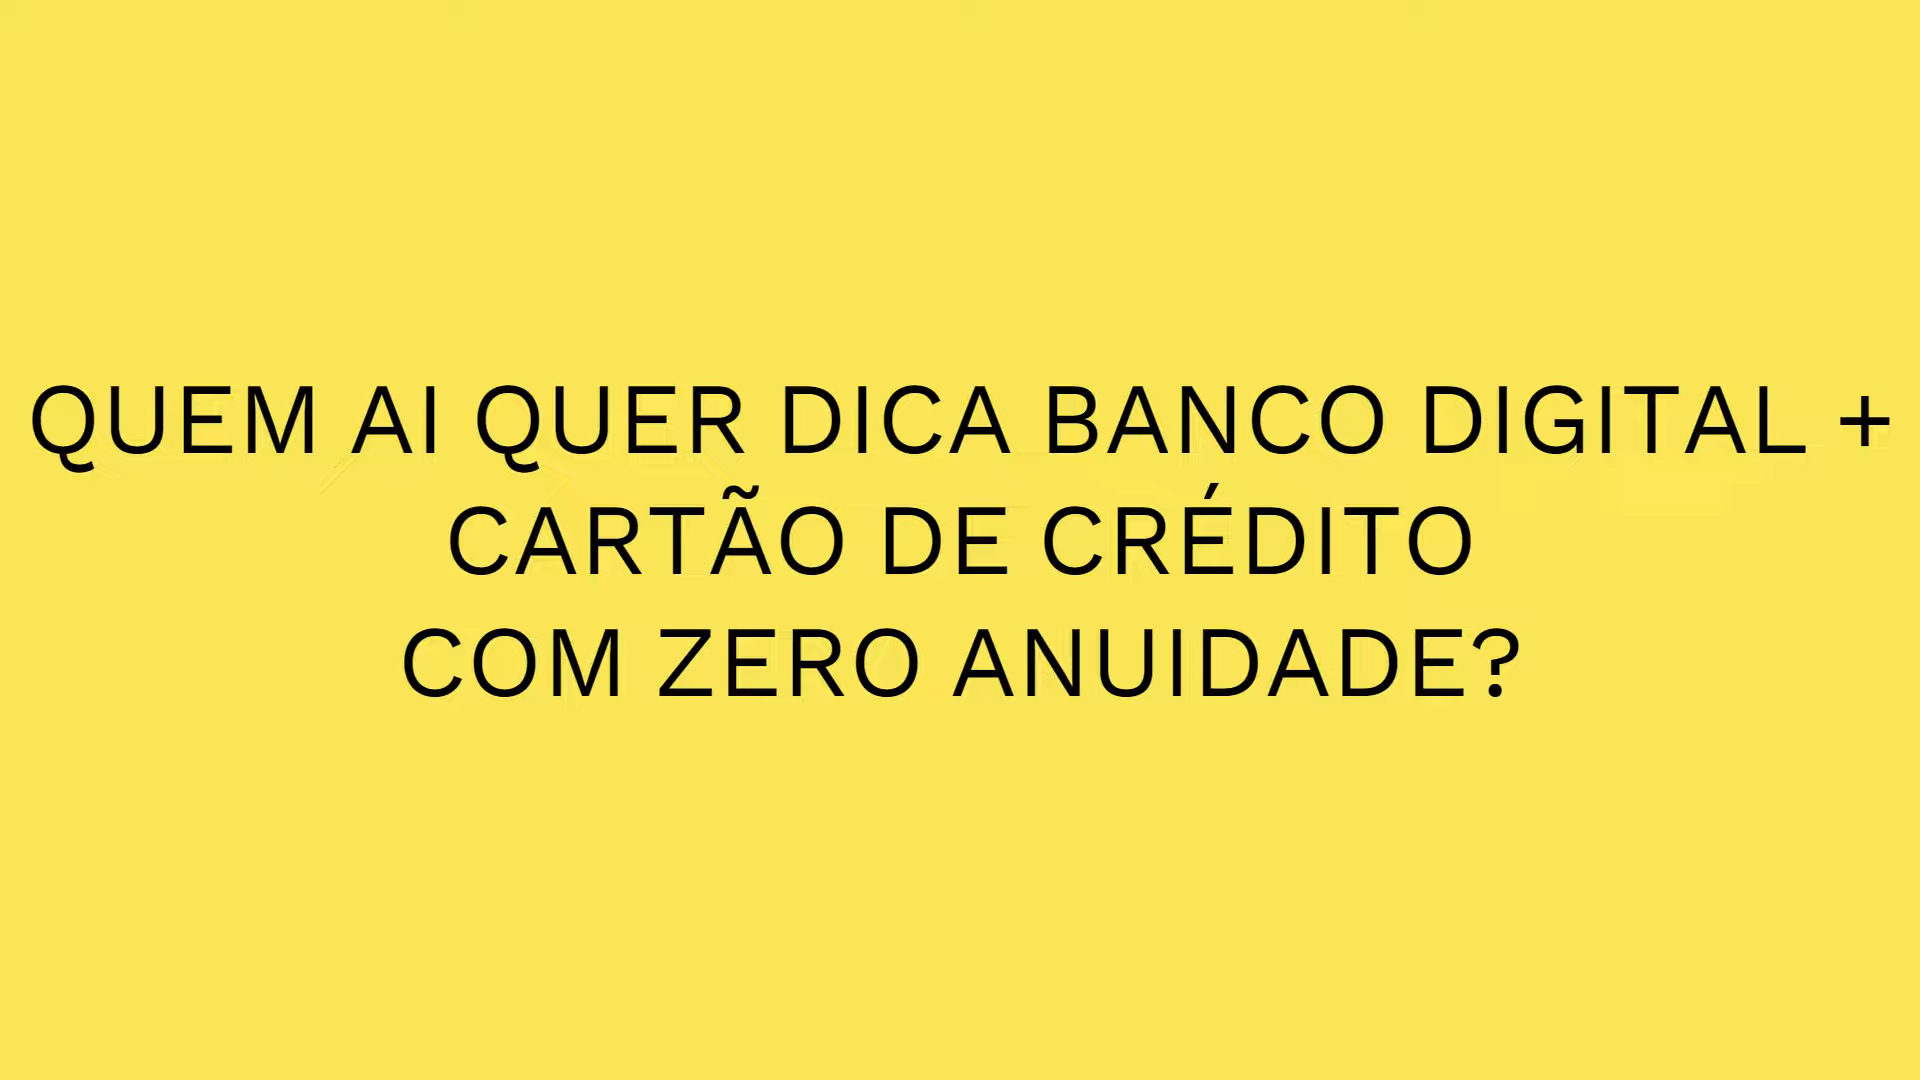 QUEM AI QUER DICA BANCO DIGITAL +
CARTÃO DE CRÉDITO
COM ZERO ANUIDADE?